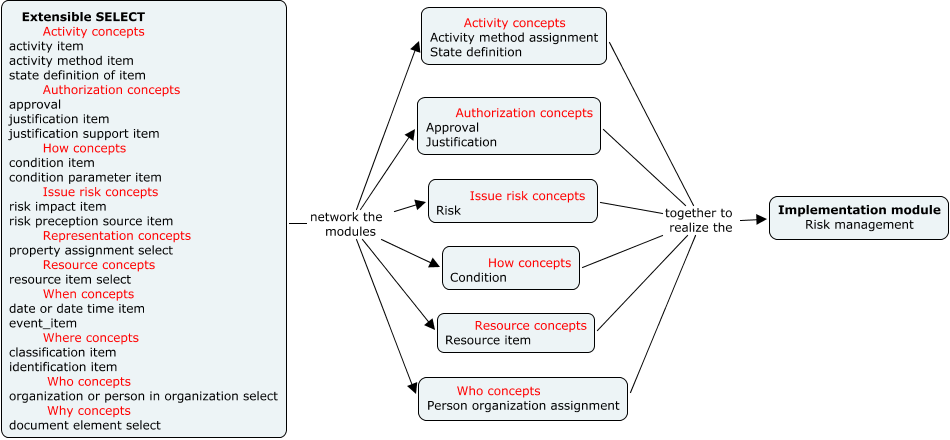 Extensible SELECT
Activity concepts
activity item
activity method item
state definition of item
Authorization concepts
approval
justification item
justification support item
How concepts
condition item
condition parameter item
Issue risk concepts
risk impact item
risk preception source item
Representation concepts
property assignment select
Resource concepts
resource item select
When concepts
date or date time item
event_item
Where concepts
classification item
identification item
Who concepts
organization or person in organization select
Why concepts
document element select
network the
modules
Activity concepts
Activity method assignment
State definition
Authorization concepts
Approval
Justification
Issue risk concepts
Risk
How concepts
Condition
Resource concepts
Resource item
Who concepts
Person organization assignment
together to
realize the
Implementation module
Risk management